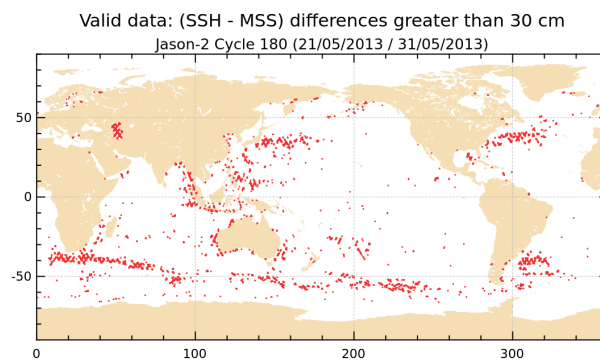 Valid data: (SSH - MSS) differences greater than 30 cm
Jason-2 Cycle 180 (21/05/2013 / 31/05/2013)
50
0
-50
0 100 200 300